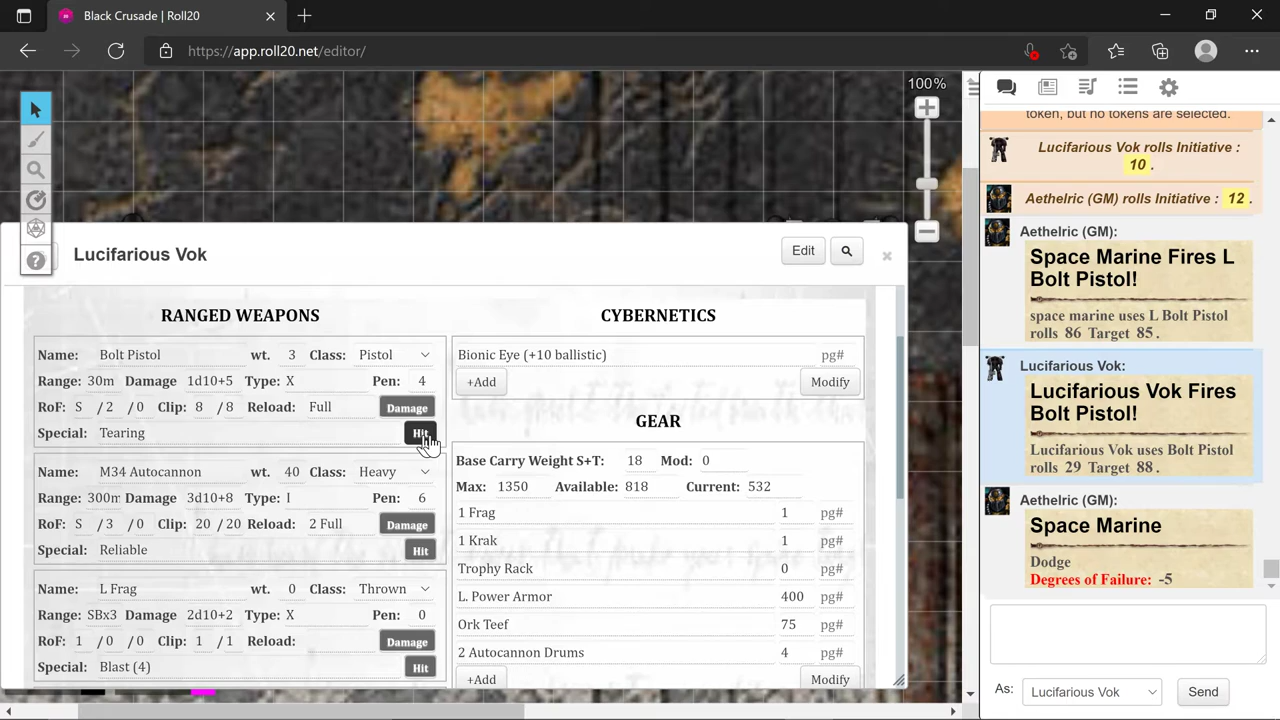 Black Crusade | Roll20
https://app.roll20.net/editor/
100%
token, but no tokens are selected.
Lucifarious Vok rolls Initiative :
10 .
Aethelric (GM) rolls Initiative : 12 .
Aethelric (GM):
Space Marine Fires L
Bolt Pistol!
space marine uses L Bolt Pistol
rolls 86 Target 85 .
Lucifarious Vok:
Lucifarious Vok Fires
Bolt Pistol!
Lucifarious Vok uses Bolt Pistol
rolls 29 Target 88 .
Aethelric (GM):
Space Marine
Dodge
Degrees of Failure: -5
As: Lucifarious Vok Send
Lucifarious Vok
Edit
RANGED WEAPONS
Name: Bolt Pistol wt. 3 Class: Pistol
Range: 30m Damage 1d10+5 Type: X Pen: 4
RoF: S / 2 / 0 Clip: 8 / 8 Reload: Full Damage
Special: Tearing Hit
Name: M34 Autocannon wt. 40 Class: Heavy
Range: 300m Damage 3d10+8 Type: I Pen: 6
RoF: S / 3 / 0 Clip: 20 / 20 Reload: 2 Full Damage
Special: Reliable Hit
Name: L Frag wt. 0 Class: Thrown
Range: SBx3 Damage 2d10+2 Type: X Pen: 0
RoF: 1 / 0 / 0 Clip: 1 / 1 Reload: Damage
Special: Blast (4) Hit
CYBERNETICS
Bionic Eye (+10 ballistic) pg#
+Add Modify
GEAR
Base Carry Weight S+T: 18 Mod: 0
Max: 1350 Available: 818 Current: 532
1 Frag 1 pg#
1 Krak 1 pg#
Trophy Rack 0 pg#
L. Power Armor 400 pg#
Ork Teef 75 pg#
2 Autocannon Drums 4 pg#
+Add Modify